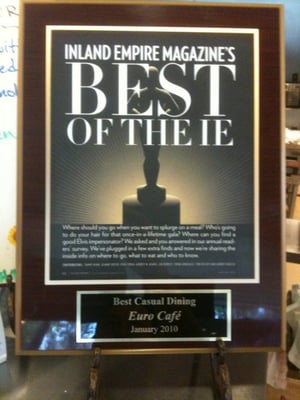 INLAND EMPIRE MAGAZINE'S
BEST
OF THE IE
Where should you go when you want to splurge on a meal? Who's going
to do your hair for that once-in-a-lifetime gala? Where can you find a
good Elvis impersonator? We asked and you answered in our annual read-
ers' survey. We've plugged in a few extra finds and now we're sharing the
inside info on where to go, what to eat and who to know.
Best Casual Dining
Euro Café
January 2010